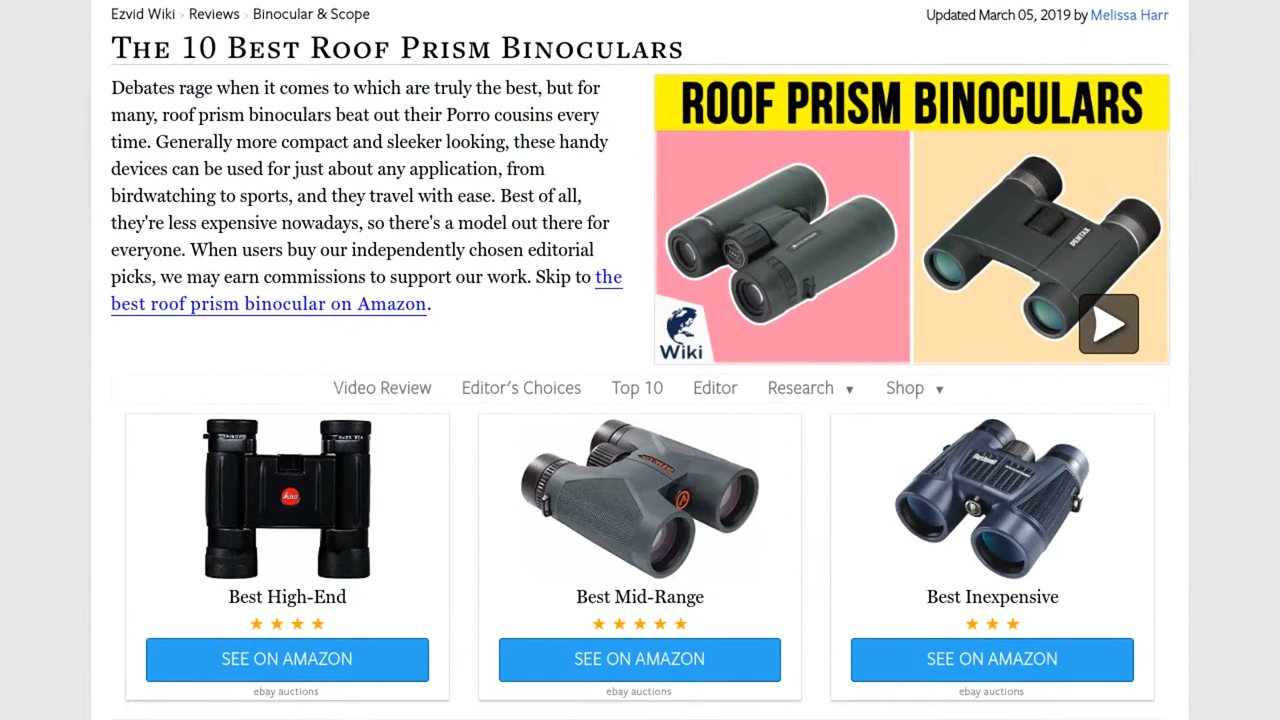 Ezvid Wiki › Reviews › Binocular & Scope
Updated March 05, 2019 by Melissa Harr
The 10 Best Roof Prism Binoculars
Debates rage when it comes to which are truly the best, but for
many, roof prism binoculars beat out their Porro cousins every
time. Generally more compact and sleeker looking, these handy
devices can be used for just about any application, from
birdwatching to sports, and they travel with ease. Best of all,
they're less expensive nowadays, so there's a model out there for
everyone. When users buy our independently chosen editorial
picks, we may earn commissions to support our work. Skip to the
best roof prism binocular on Amazon.
ROOF PRISM BINOCULARS
PENTAX
Wiki
Video Review
Editor's Choices
Top 10
Editor
Research ▼
Shop ▼
Leica
Bushnell
Best High-End
Best Mid-Range
Best Inexpensive
★ ★ ★ ★
★ ★ ★ ★ ★
★ ★ ★
SEE ON AMAZON
SEE ON AMAZON
SEE ON AMAZON
ebay auctions
ebay auctions
ebay auctions